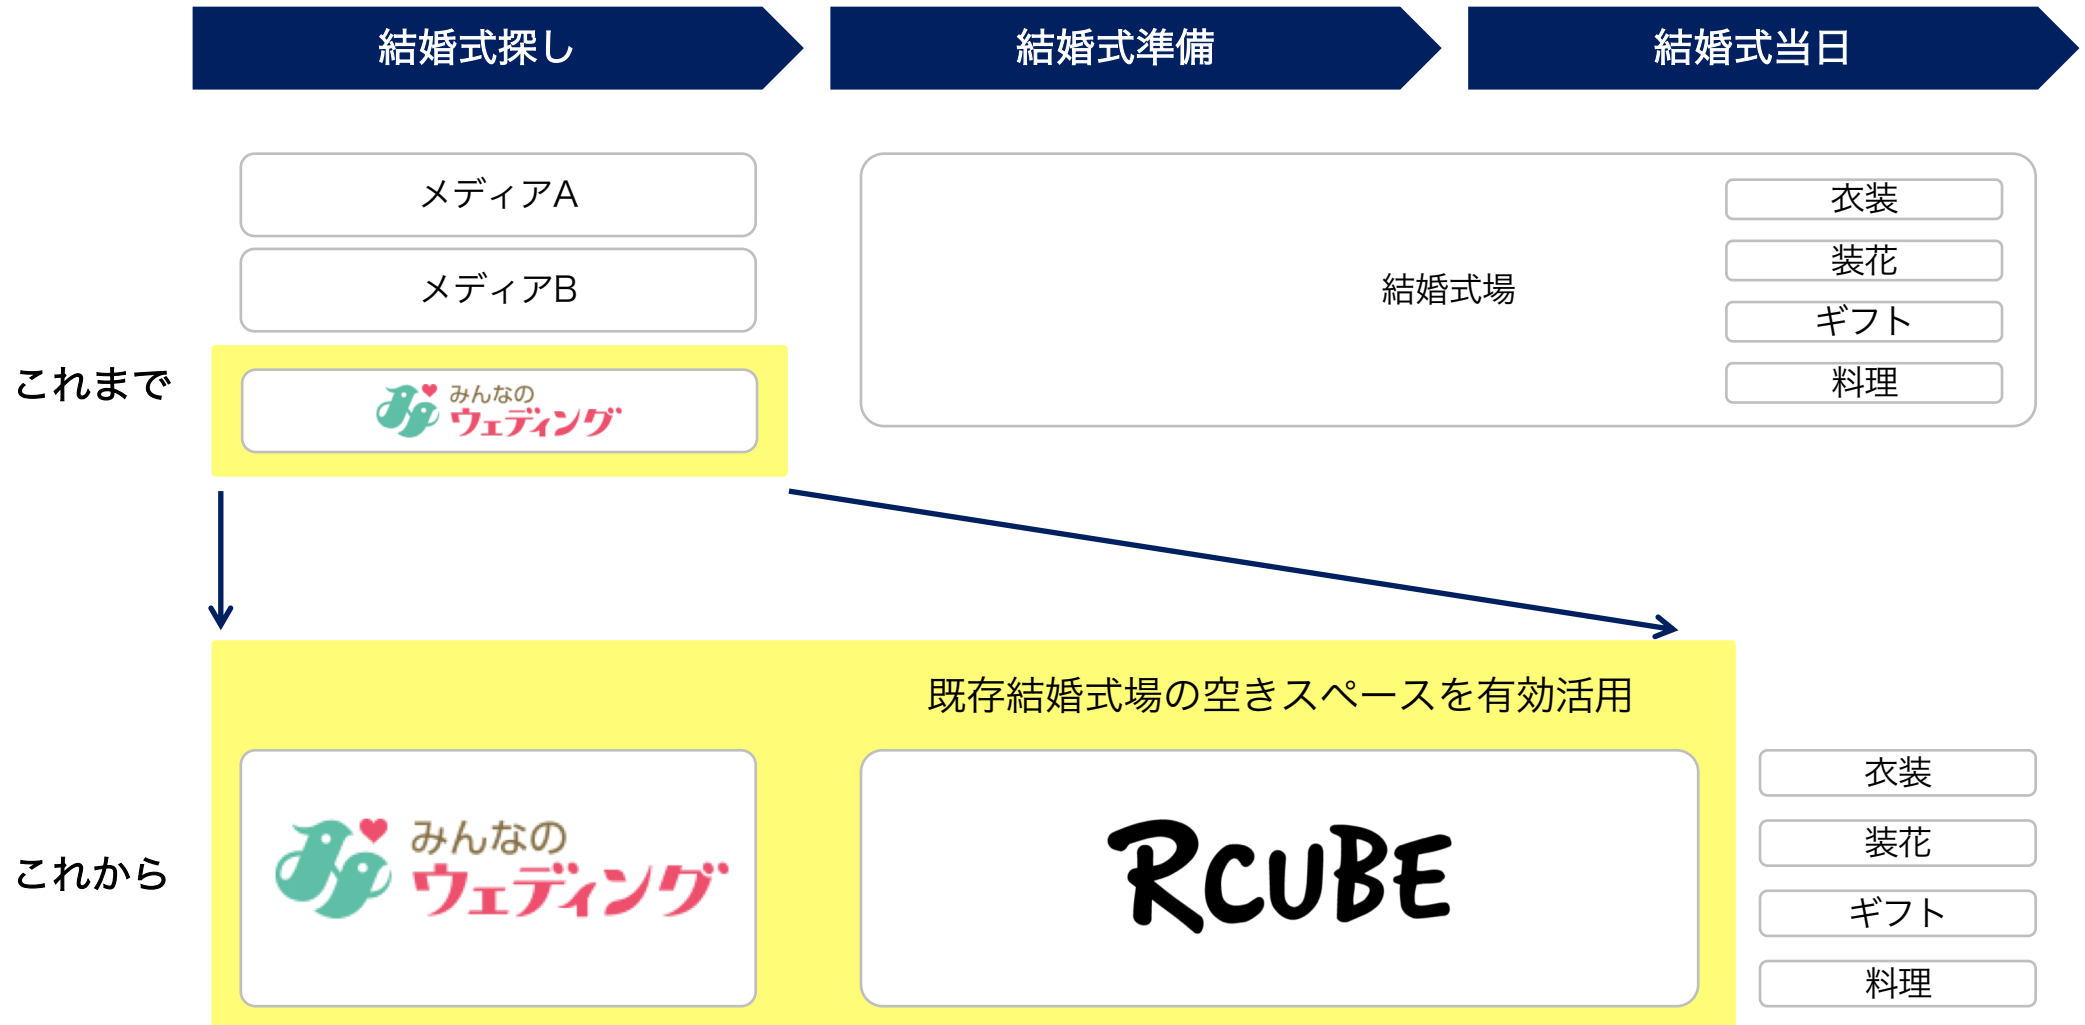 結婚式探し
結婚式準備
結婚式当日
これまで
メディアA
メディアB
みんなの
ウェディング
結婚式場
衣装
装花
ギフト
料理
これから
既存結婚式場の空きスペースを有効活用
みんなの
ウェディング
RCUBE
衣装
装花
ギフト
料理